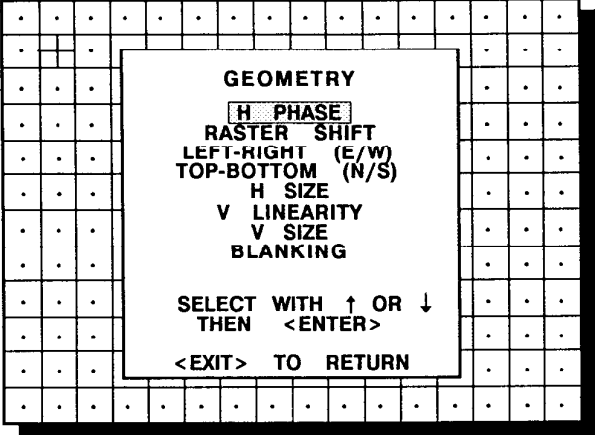 GEOMETRY
H PHASE
RASTER SHIFT
LEFT-RIGHT (E/W)
TOP-BOTTOM (N/S)
H SIZE
V LINEARITY
V SIZE
BLANKING
SELECT WITH ↑ OR ↓
THEN <ENTER>
<EXIT> TO RETURN